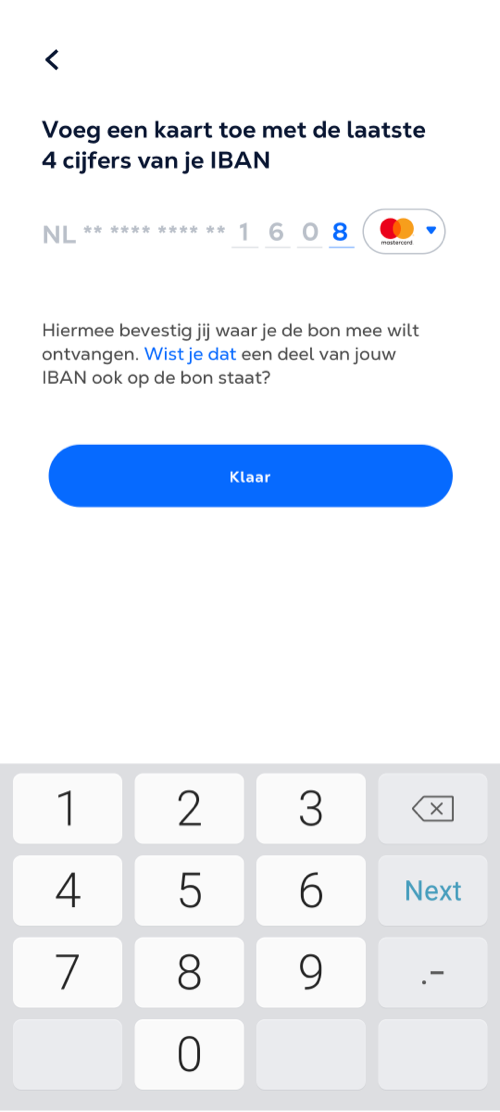 Voeg een kaart toe met de laatste
4 cijfers van je IBAN
NL ** **** **** ** 1 6 0 8
mastercard
Hiermee bevestig jij waar je de bon mee wilt
ontvangen. Wist je dat een deel van jouw
IBAN ook op de bon staat?
Klaar
1 2 3
4 5 6 Next
7 8 9 .-
0